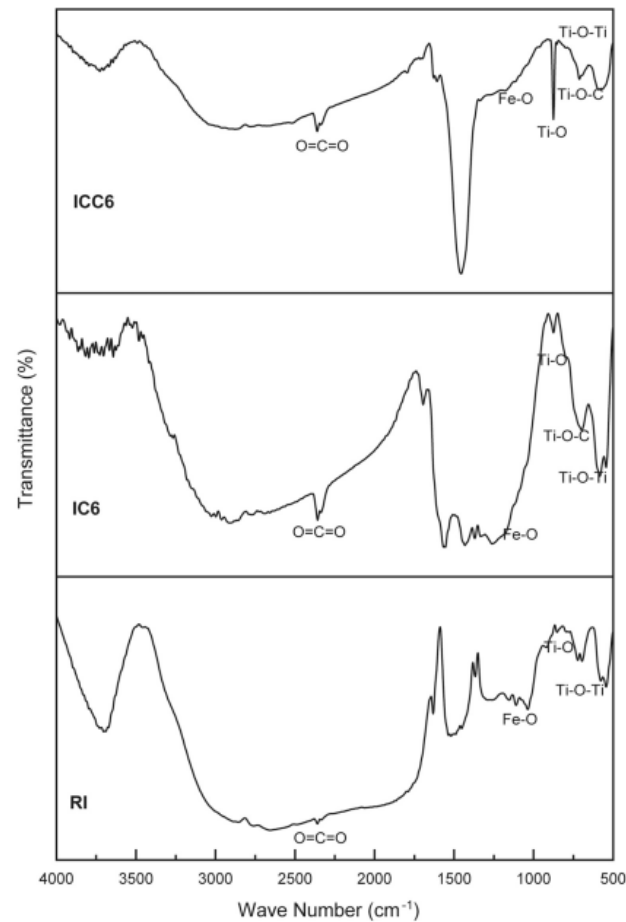 Ti-O-Ti
Fe-O
Ti-O-C
O=C=O
Ti-O
ICC6
Ti-O
Ti-O-C
Ti-O-Ti
IC6
O=C=O
Fe-O
Ti-O
Ti-O-Ti
Fe-O
RI
O=C=O
Transmittance (%)
4000 3500 3000 2500 2000 1500 1000 500
Wave Number (cm⁻¹)